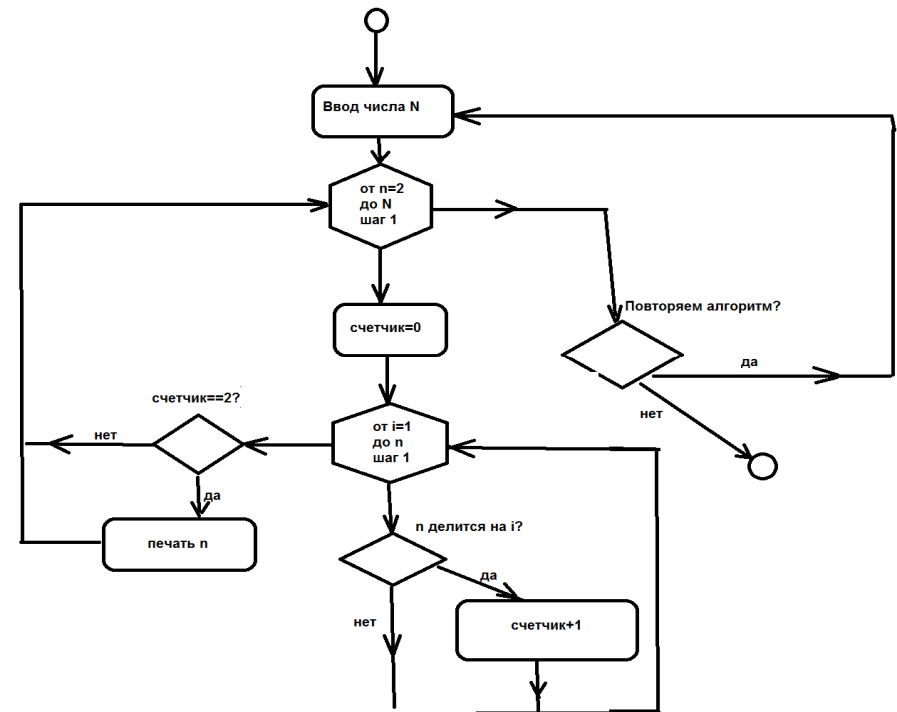 Ввод числа N
от n=2
до N
шаг 1
Повторяем алгоритм?
счетчик=0
да
счетчик==2?
нет
от i=1
до n
шаг 1
нет
да
n делится на i?
печать n
да
нет
счетчик+1